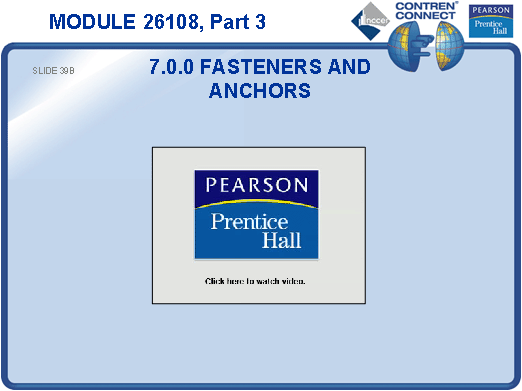 MODULE 26108, Part 3
nccer
CONTREN®
CONNECT
PEARSON
Prentice
Hall
SLIDE 39B
7.0.0 FASTENERS AND
ANCHORS
PEARSON
Prentice
Hall
Click here to watch video.